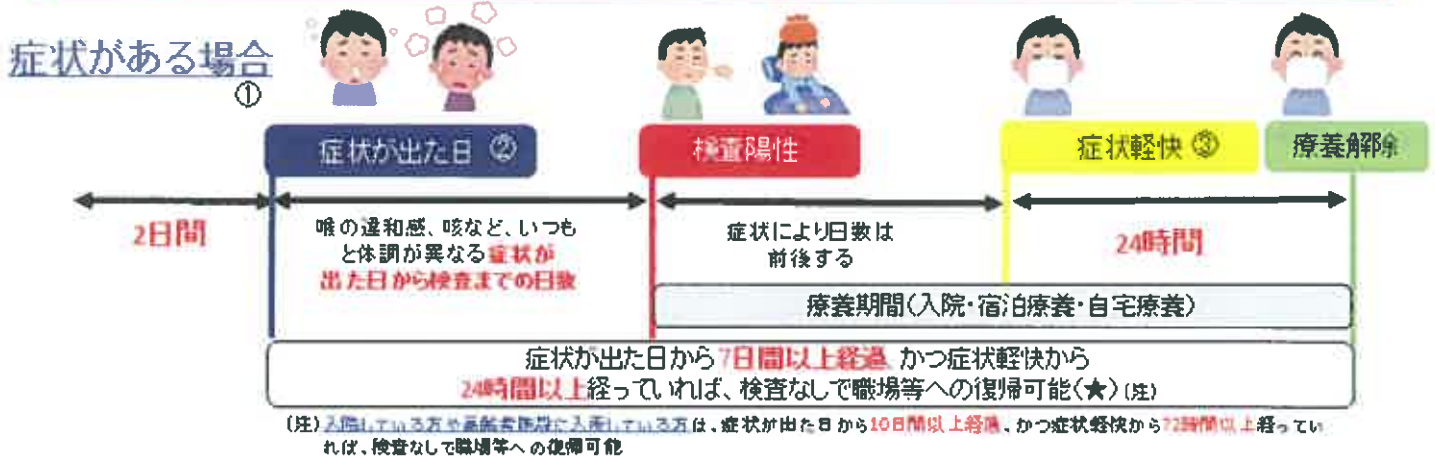 症状がある場合
①
症状が出た日 ②
検査陽性
症状軽快 ③
療養解除
2日間
喉の違和感、咳など、いつも
と体調が異なる症状が
出た日から検査までの日数
症状により日数は
前後する
24時間
療養期間(入院・宿泊療養・自宅療養)
症状が出た日から7日間以上経過、かつ症状軽快から
24時間以上経っていれば、検査なしで職場等への復帰可能(★)(注)
(注)入院している方や高齢者施設に入所している方は、症状が出た日から10日間以上経過、かつ症状軽快から72時間以上経ってい
れば、検査なしで職場等への復帰可能